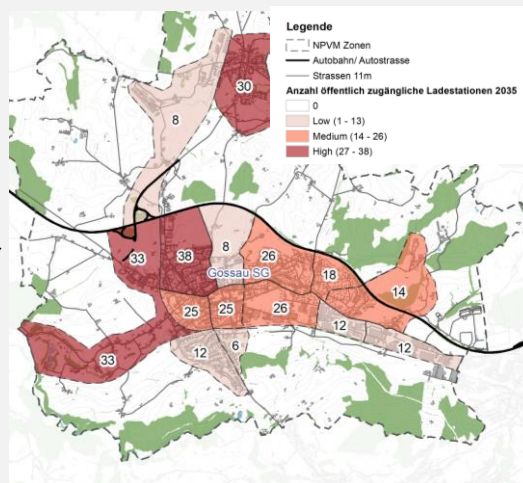 Legende
NPVM Zonen
Autobahn/ Autostrasse
Strassen 11m
Anzahl öffentlich zugängliche Ladestationen 2035
0
Low (1 - 13)
Medium (14 - 26)
High (27 - 38)
30
8
33
38
8
26
Gossau SG
18
14
25
25
26
12
12
6
12
33